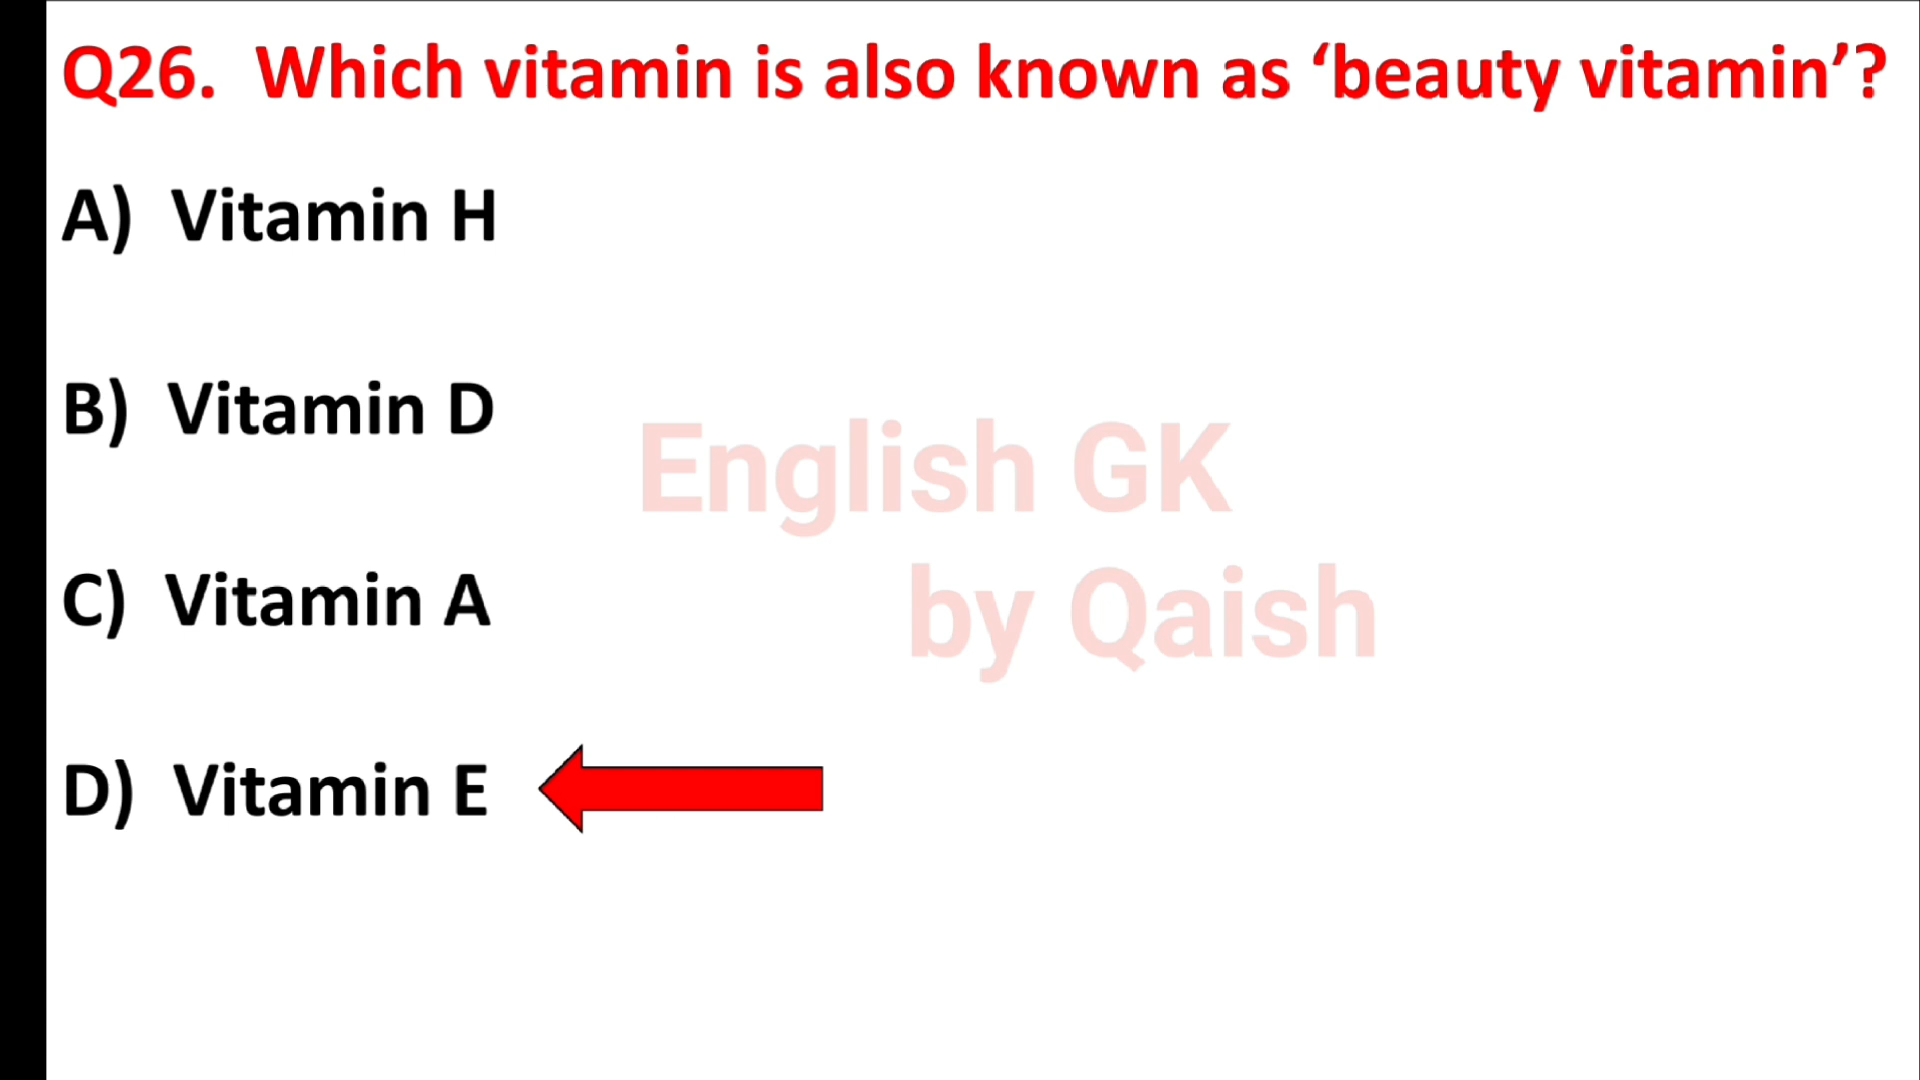 Q26. Which vitamin is also known as ‘beauty vitamin’?
A) Vitamin H
B) Vitamin D
C) Vitamin A
D) Vitamin E
English GK
by Qaish